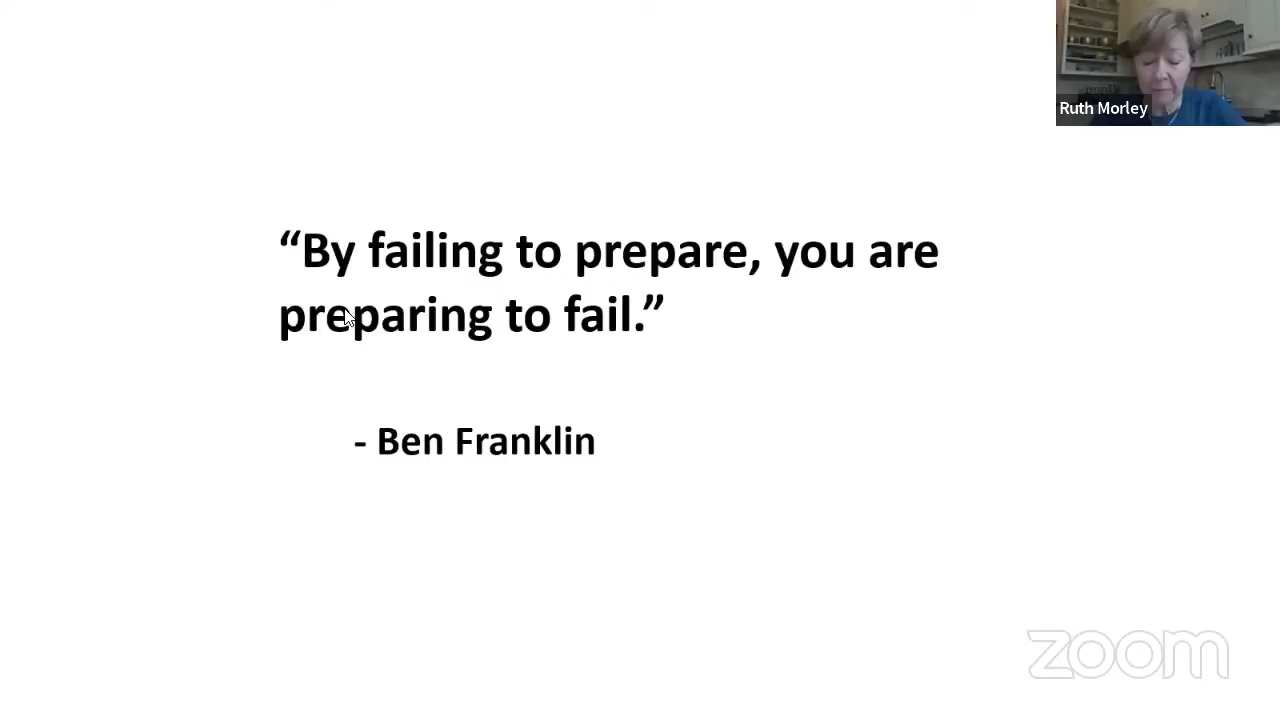 Ruth Morley
“By failing to prepare, you are
preparing to fail.”
- Ben Franklin
zoom